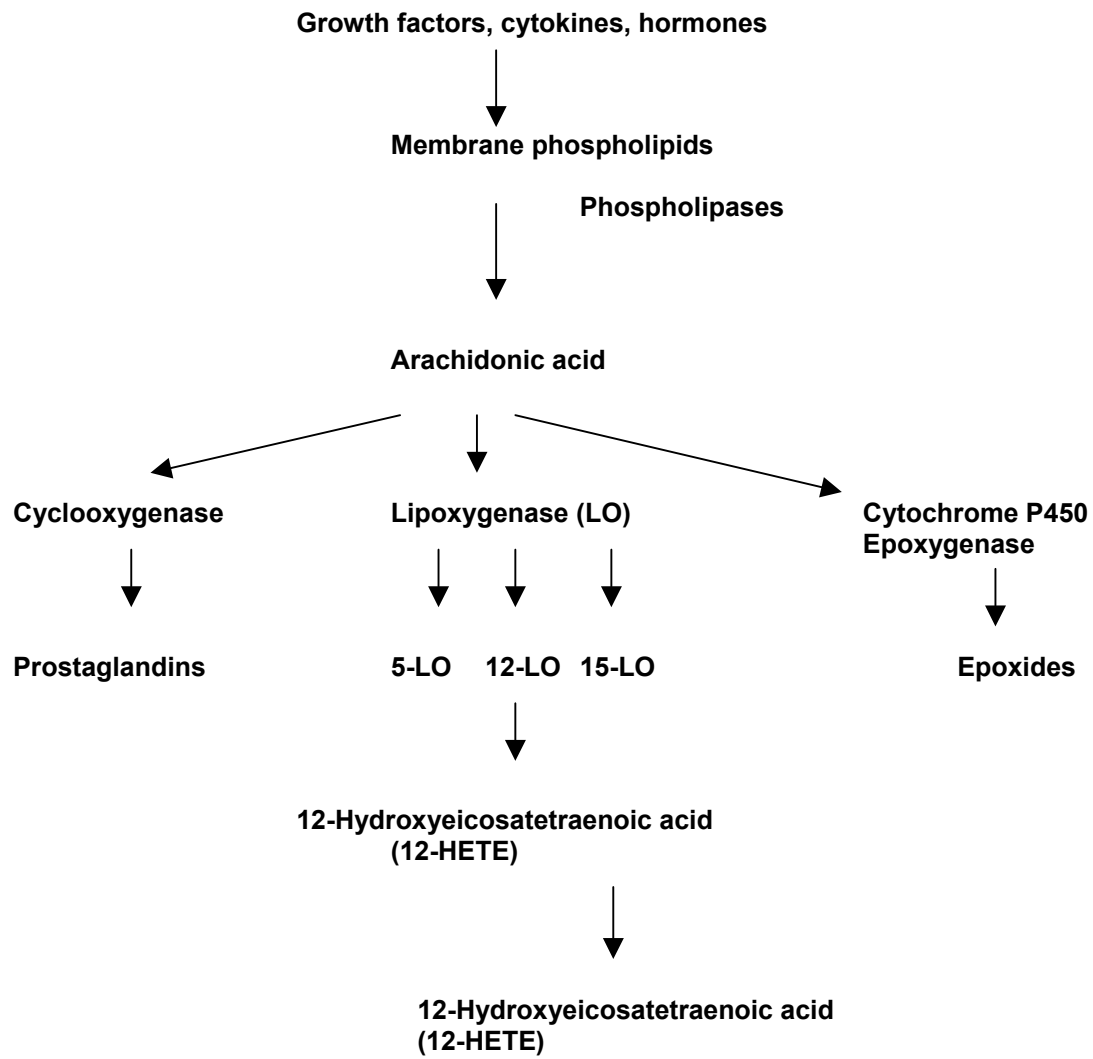 Growth factors, cytokines, hormones
Membrane phospholipids
Phospholipases
Arachidonic acid
Cyclooxygenase
Lipoxygenase (LO)
Cytochrome P450
Epoxygenase
Prostaglandins
5-LO
12-LO
15-LO
Epoxides
12-Hydroxyeicosatetraenoic acid
(12-HETE)
12-Hydroxyeicosatetraenoic acid
(12-HETE)